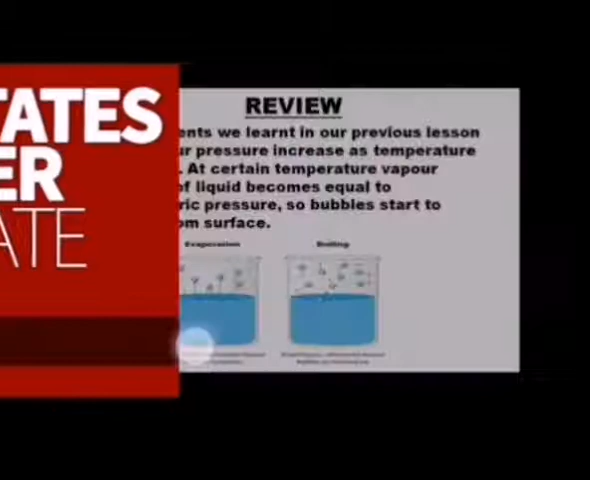 TATES
ER
ATE
REVIEW
ents we learnt in our previous lesson
ur pressure increase as temperature
. At certain temperature vapour
of liquid becomes equal to
ric pressure, so bubbles start to
om surface.
Evaporation
Boiling